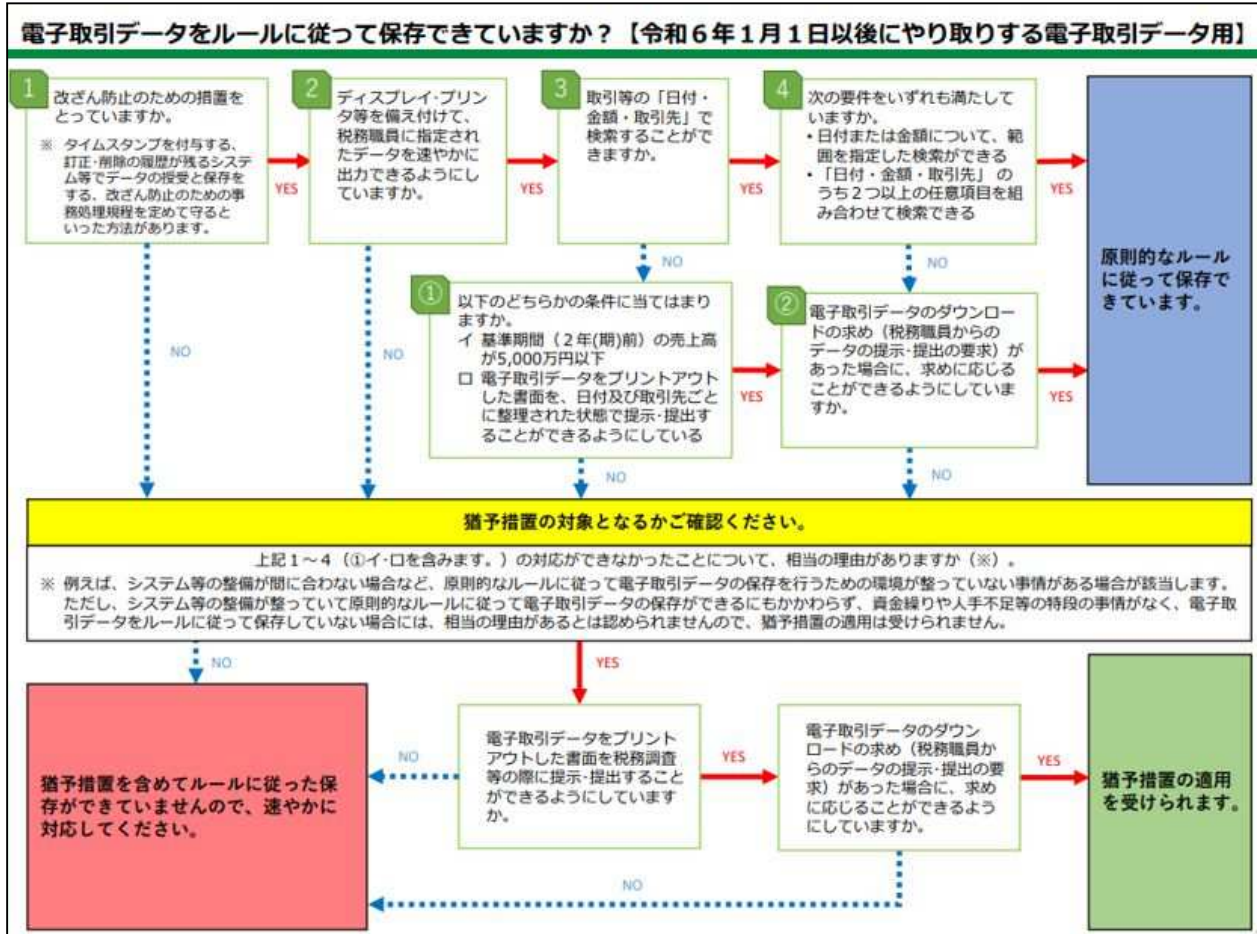 電子取引データをルールに従って保存できていますか？【令和６年１月１日以後にやり取りする電子取引データ用】
1
改ざん防止のための措置を
とっていますか。
※ タイムスタンプを付与する、
訂正･削除の履歴が残るシステ
ム等でデータの授受と保存を
する、改ざん防止のための事
務処理規程を定めて守ると
いった方法があります。
YES
2
ディスプレイ･プリン
タ等を備え付けて、
税務職員に指定され
たデータを速やかに
出力できるようにし
ていますか。
YES
3
取引等の「日付・
金額・取引先」で
検索することがで
きますか。
YES
4
次の要件をいずれも満たして
いますか。
・日付または金額について、範
囲を指定した検索ができる
・「日付・金額・取引先」 の
うち２つ以上の任意項目を組
み合わせて検索できる
YES
原則的なルール
に従って保存で
きています。
NO
NO
NO
NO
①
以下のどちらかの条件に当てはまり
ますか。
イ 基準期間（２年(期)前）の売上高
が5,000万円以下
ロ 電子取引データをプリントアウト
した書面を、日付及び取引先ごと
に整理された状態で提示･提出す
ることができるようにしている
YES
②
電子取引データのダウンロー
ドの求め（税務職員からの
データの提示･提出の要求）が
あった場合に、求めに応じる
ことができるようにしていま
すか。
YES
NO
NO
猶予措置の対象となるかご確認ください。
上記１～４（①イ･ロを含みます。）の対応ができなかったことについて、相当の理由がありますか（※）。
※ 例えば、システム等の整備が間に合わない場合など、原則的なルールに従って電子取引データの保存を行うための環境が整っていない事情がある場合が該当します。
ただし、システム等の整備が整っていて原則的なルールに従って電子取引データの保存ができるにもかかわらず、資金繰りや人手不足等の特段の事情がなく、電子取
引データをルールに従って保存していない場合には、相当の理由があるとは認められませんので、猶予措置の適用は受けられません。
NO
YES
猶予措置を含めてルールに従った保
存ができていませんので、速やかに
対応してください。
NO
電子取引データをプリント
アウトした書面を税務調査
等の際に提示･提出すること
ができるようにしています
か。
YES
電子取引データのダウン
ロードの求め（税務職員か
らのデータの提示･提出の要
求）があった場合に、求め
に応じることができるよう
にしていますか。
YES
猶予措置の適用
を受けられます。
NO